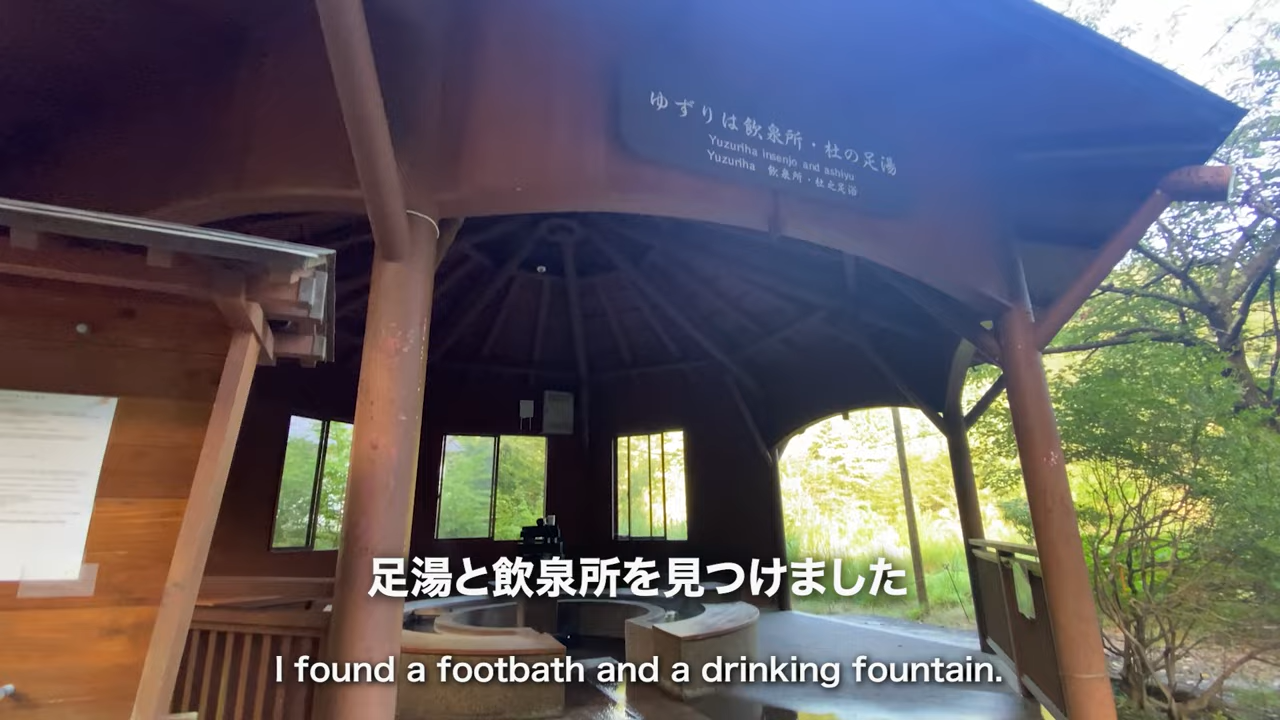 ゆずりは飲泉所・杜の足湯
Yuzuriha insenjo and ashiyu
Yuzuriha 飲泉所・杜之足浴
足湯と飲泉所を見つけました
I found a footbath and a drinking fountain.